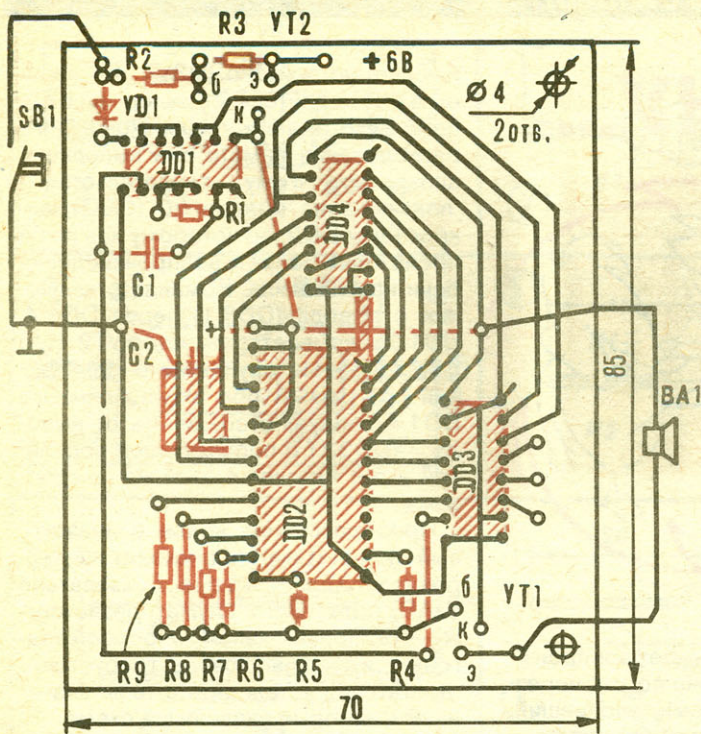 R3 VT2
R2
б
э
+6В
к
Ø4
2отв.
SB1
VD1
DD1
DD4
R1
C1
+
C2
85
BA1
DD3
DD2
б
VT1
к
э
R9 R8 R7 R6 R5 R4
70